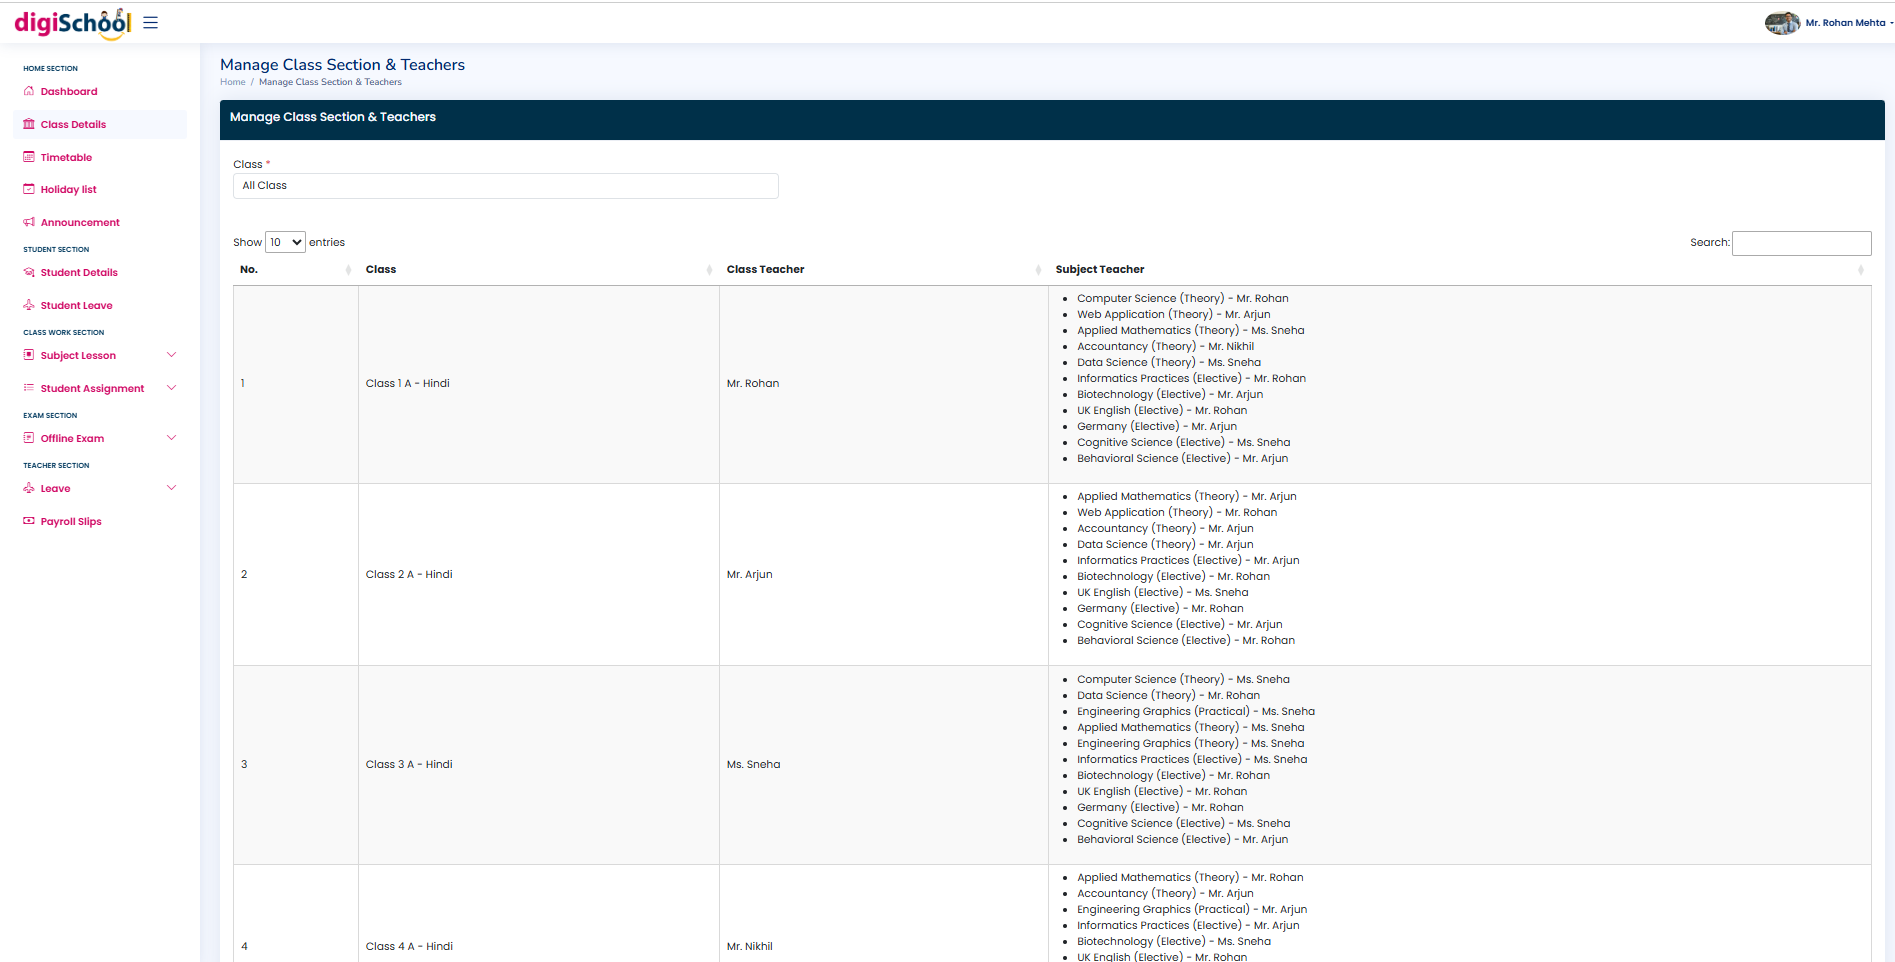 digiSchool
Mr. Rohan Mehta
HOME SECTION
Dashboard
Class Details
Timetable
Holiday list
Announcement
STUDENT SECTION
Student Details
Student Leave
CLASS WORK SECTION
Subject Lesson
Student Assignment
EXAM SECTION
Offline Exam
TEACHER SECTION
Leave
Payroll Slips
Manage Class Section & Teachers
Home / Manage Class Section & Teachers
Manage Class Section & Teachers
Class *
All Class
Show 10 entries
Search:
No. Class Class Teacher Subject Teacher
1 Class 1 A - Hindi Mr. Rohan
Computer Science (Theory) - Mr. Rohan
Web Application (Theory) - Mr. Arjun
Applied Mathematics (Theory) - Ms. Sneha
Accountancy (Theory) - Mr. Nikhil
Data Science (Theory) - Ms. Sneha
Informatics Practices (Elective) - Mr. Rohan
Biotechnology (Elective) - Mr. Arjun
UK English (Elective) - Mr. Rohan
Germany (Elective) - Mr. Arjun
Cognitive Science (Elective) - Ms. Sneha
Behavioral Science (Elective) - Mr. Arjun
2 Class 2 A - Hindi Mr. Arjun
Applied Mathematics (Theory) - Mr. Arjun
Web Application (Theory) - Mr. Rohan
Accountancy (Theory) - Mr. Arjun
Data Science (Theory) - Mr. Arjun
Informatics Practices (Elective) - Mr. Arjun
Biotechnology (Elective) - Mr. Rohan
UK English (Elective) - Ms. Sneha
Germany (Elective) - Mr. Rohan
Cognitive Science (Elective) - Mr. Arjun
Behavioral Science (Elective) - Mr. Rohan
3 Class 3 A - Hindi Ms. Sneha
Computer Science (Theory) - Ms. Sneha
Data Science (Theory) - Mr. Rohan
Engineering Graphics (Practical) - Ms. Sneha
Applied Mathematics (Theory) - Ms. Sneha
Engineering Graphics (Theory) - Ms. Sneha
Informatics Practices (Elective) - Ms. Sneha
Biotechnology (Elective) - Mr. Rohan
UK English (Elective) - Mr. Rohan
Germany (Elective) - Mr. Rohan
Cognitive Science (Elective) - Ms. Sneha
Behavioral Science (Elective) - Mr. Arjun
4 Class 4 A - Hindi Mr. Nikhil
Applied Mathematics (Theory) - Mr. Rohan
Accountancy (Theory) - Mr. Arjun
Engineering Graphics (Practical) - Mr. Arjun
Informatics Practices (Elective) - Mr. Arjun
Biotechnology (Elective) - Ms. Sneha
UK English (Elective) - Mr. Rohan